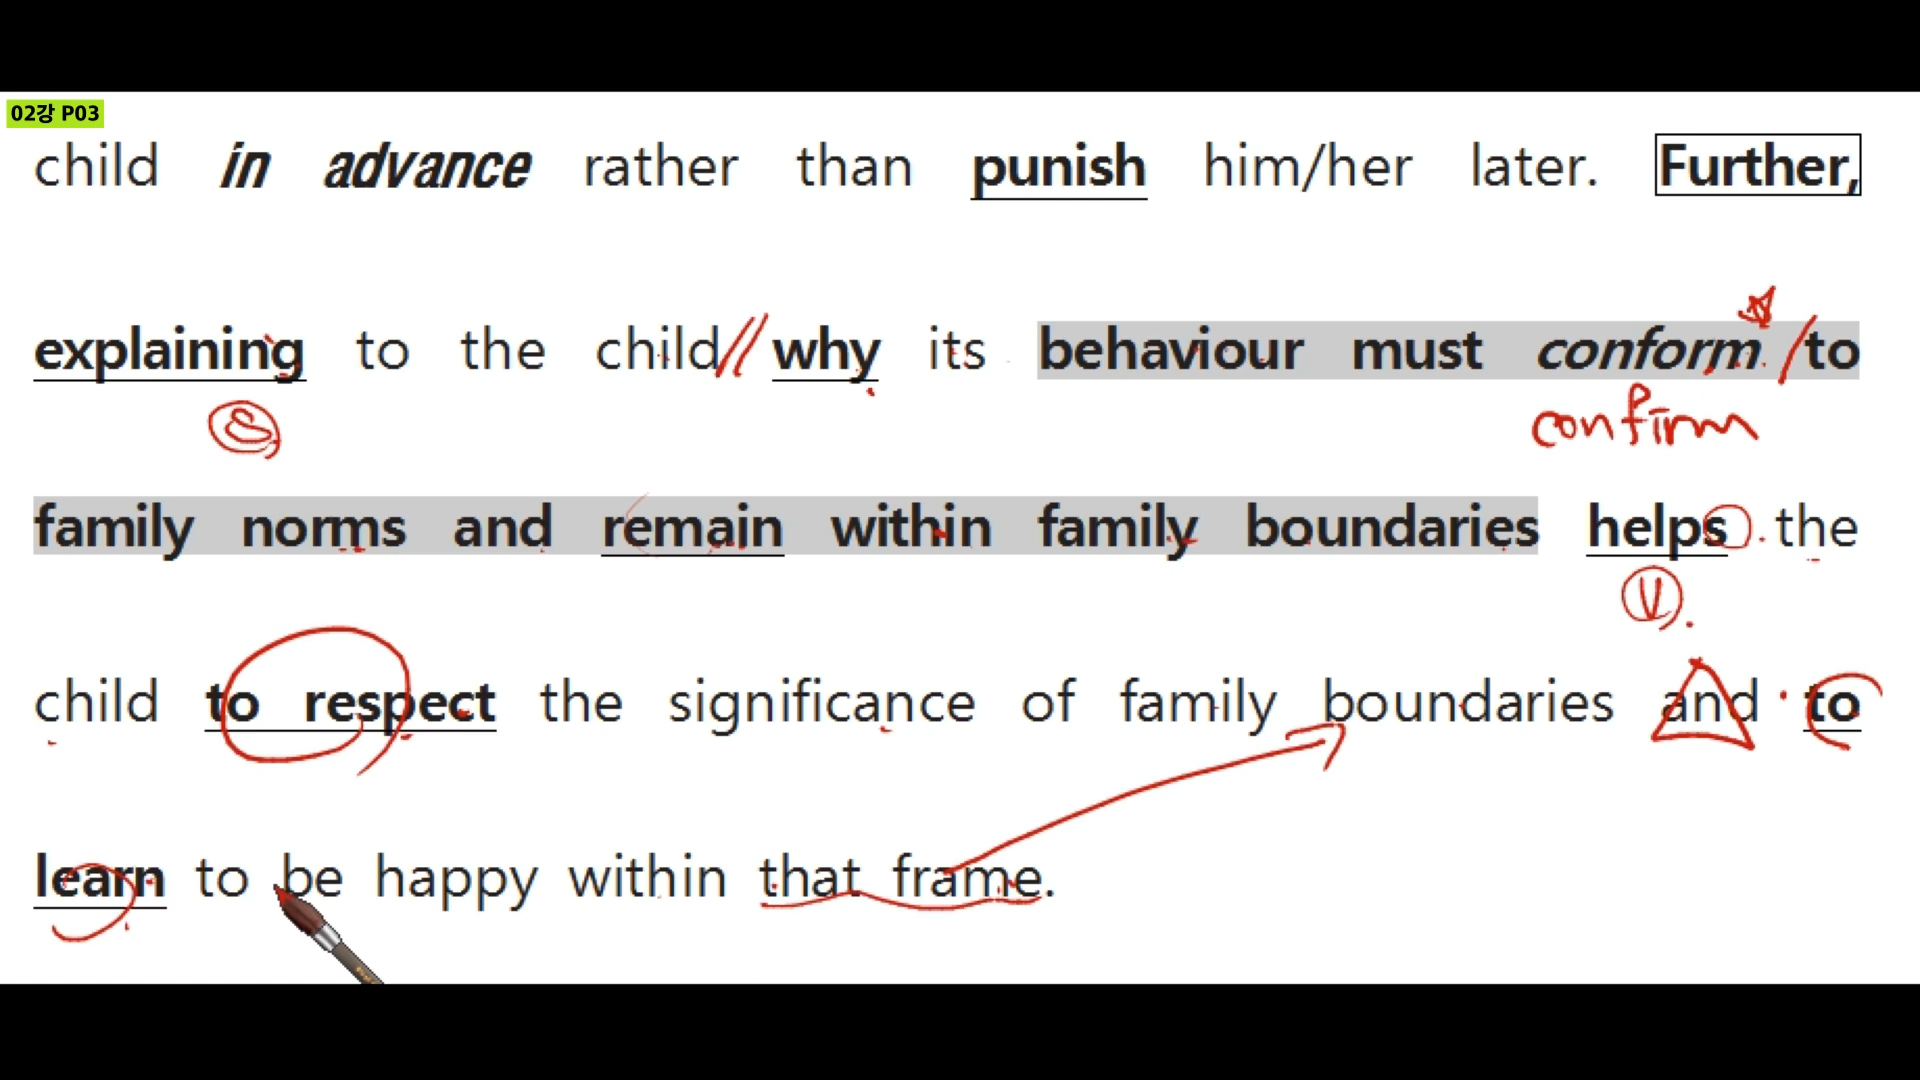 02강 P03
child in advance rather than punish him/her later. Further,
explaining to the child // why its behaviour must conform / to
S confirm
family norms and remain within family boundaries helps the
V
child to respect the significance of family boundaries and to
learn to be happy within that frame.